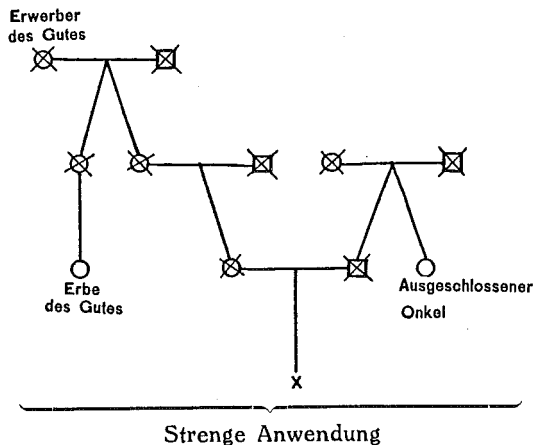 Erwerber
des Gutes
Erbe
des Gutes
Ausgeschlossener
Onkel
x
Strenge Anwendung